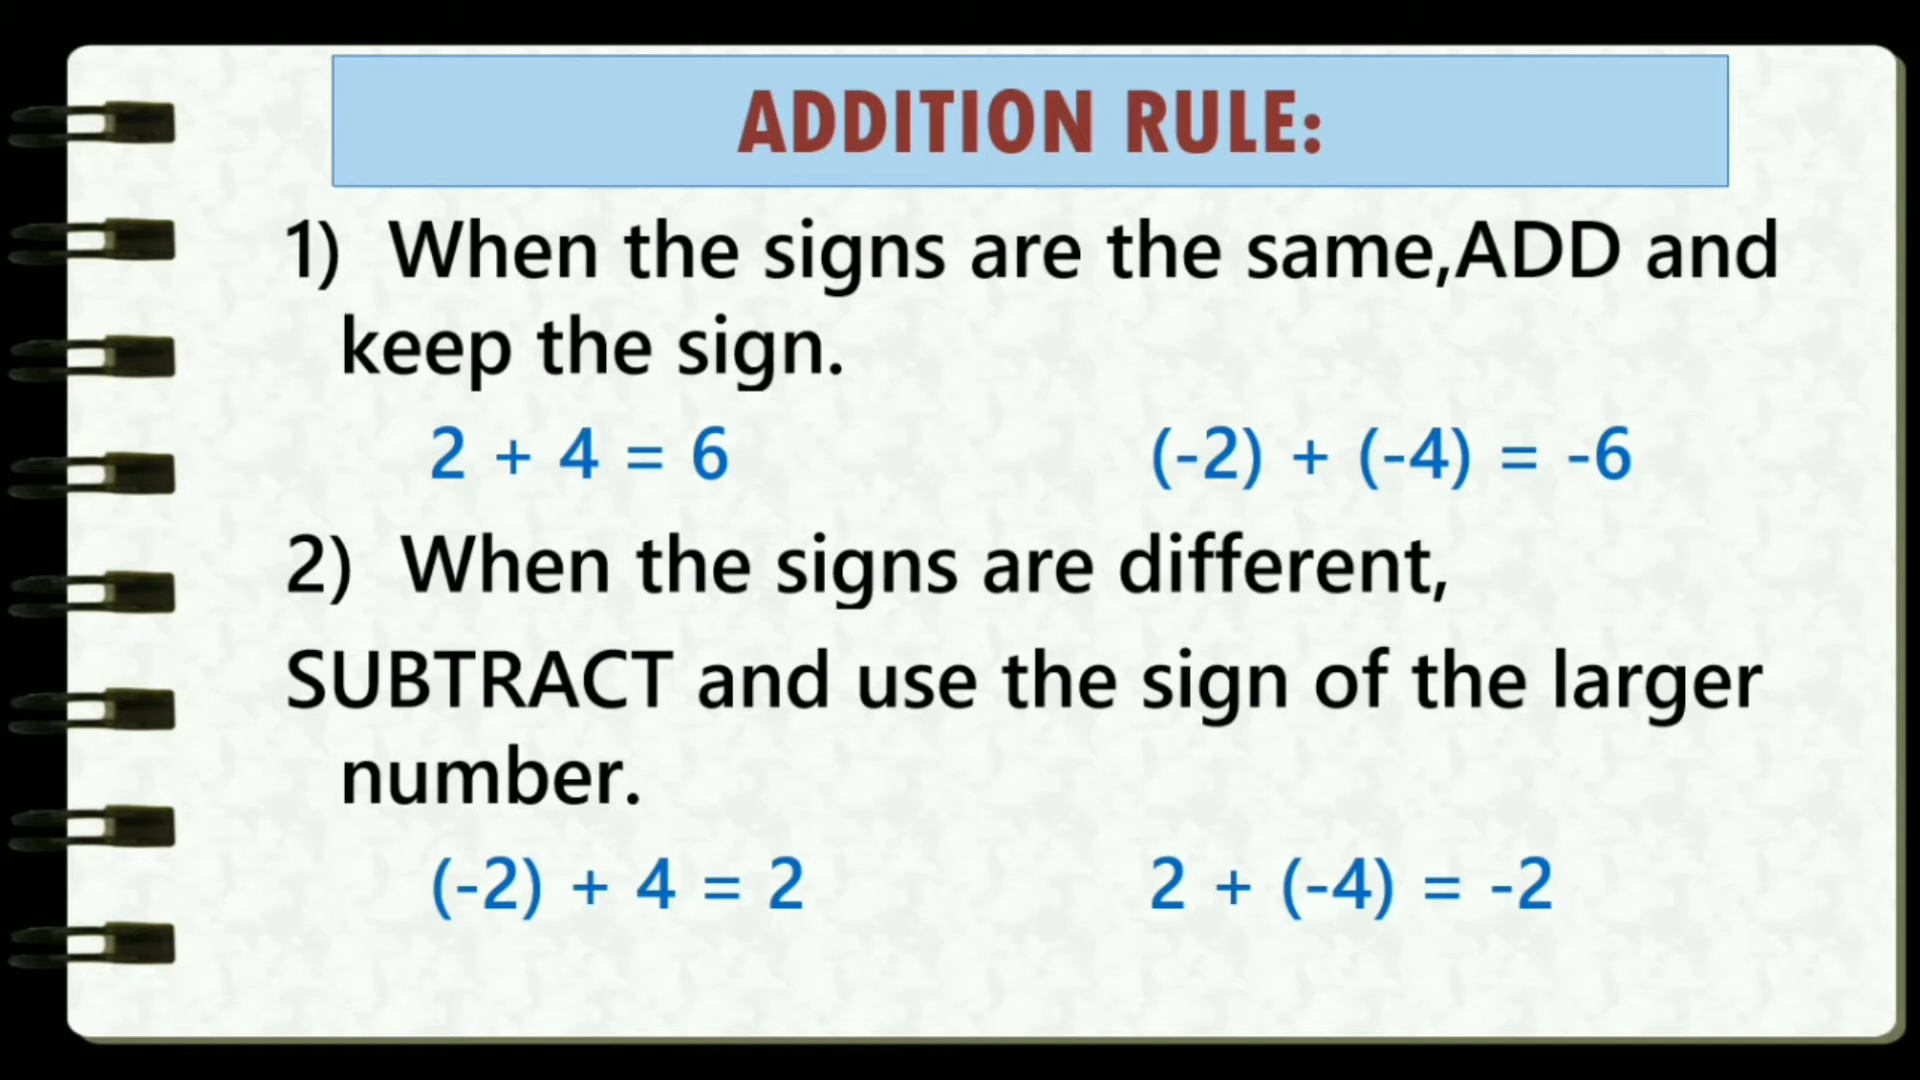 ADDITION RULE:
1) When the signs are the same,ADD and
keep the sign.
2 + 4 = 6 (-2) + (-4) = -6
2) When the signs are different,
SUBTRACT and use the sign of the larger
number.
(-2) + 4 = 2 2 + (-4) = -2